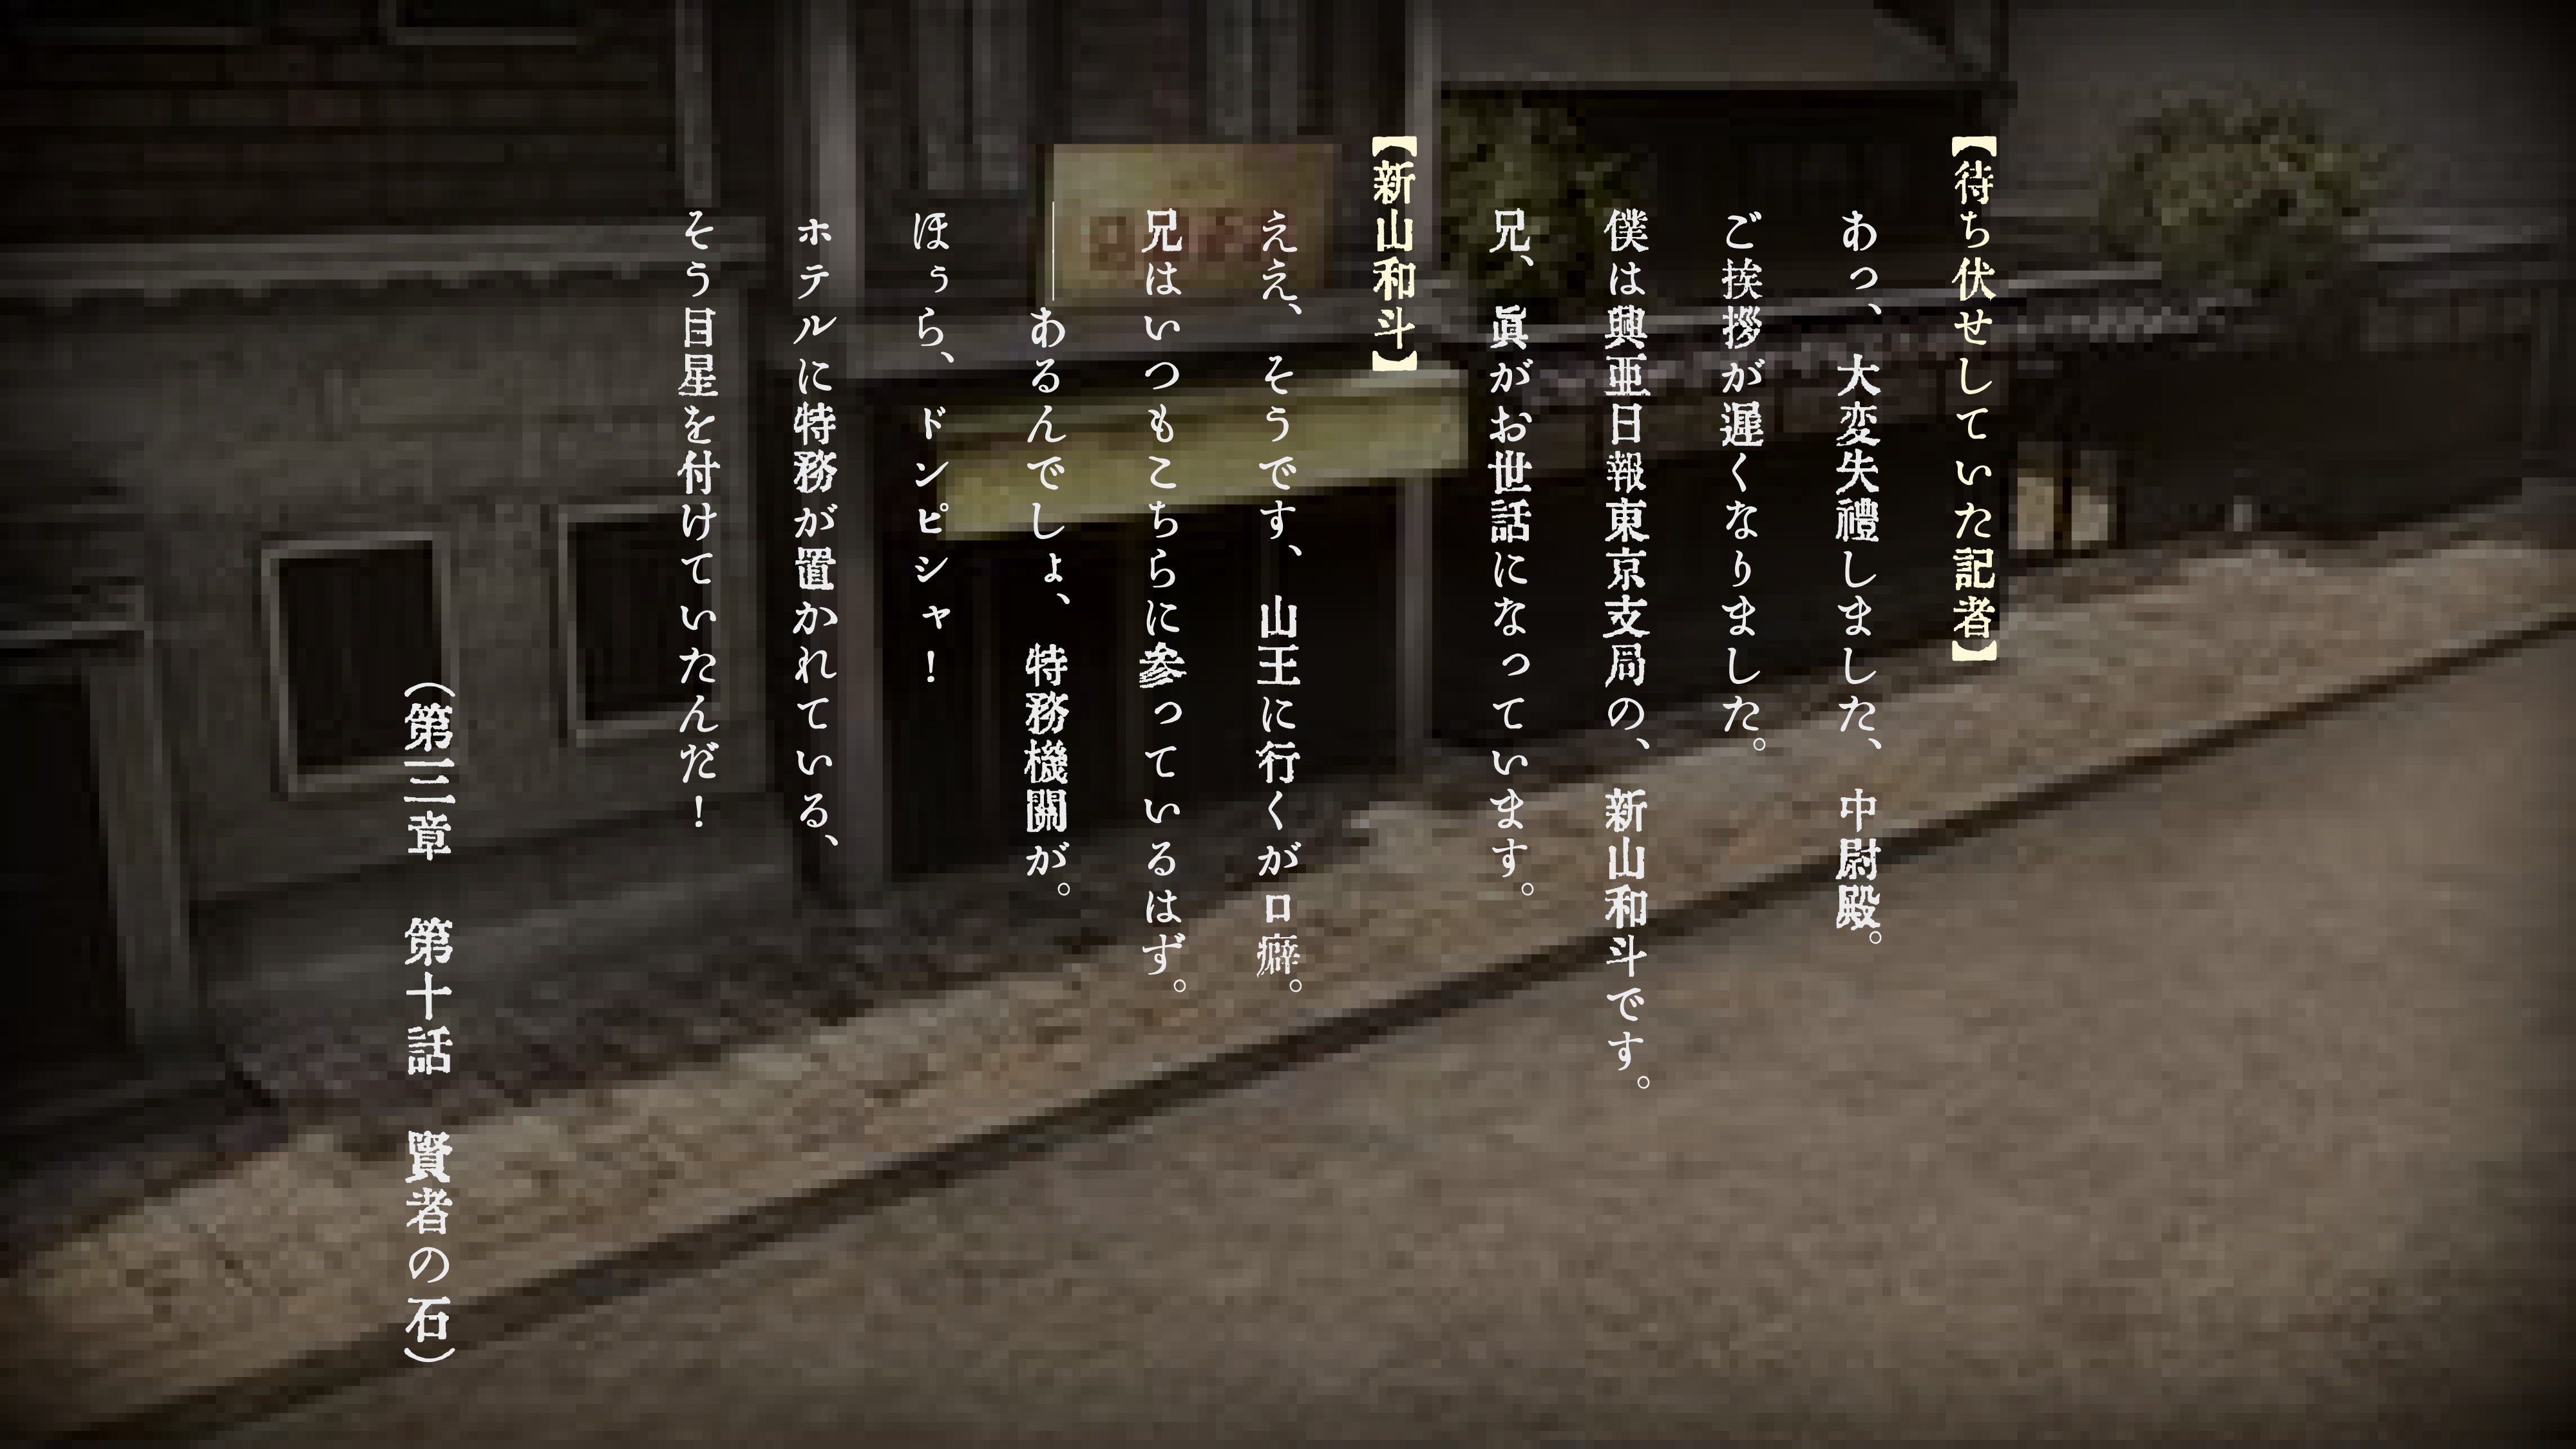 【待ち伏せしていた記者】
あっ、大変失禮しました、中尉殿。
ご挨拶が遅くなりました。
僕は興亜日報東京支局の、新山和斗です。
兄、眞がお世話になっています。
【新山和斗】
ええ、そうです、山王に行くが口癖。
兄はいつもこちらに参っているはず。
――あるんでしょ、特務機關が。
ほぅら、ドンピシャ！
ホテルに特務が置かれている、
そう目星を付けていたんだ！
（第三章　第十話　賢者の石）